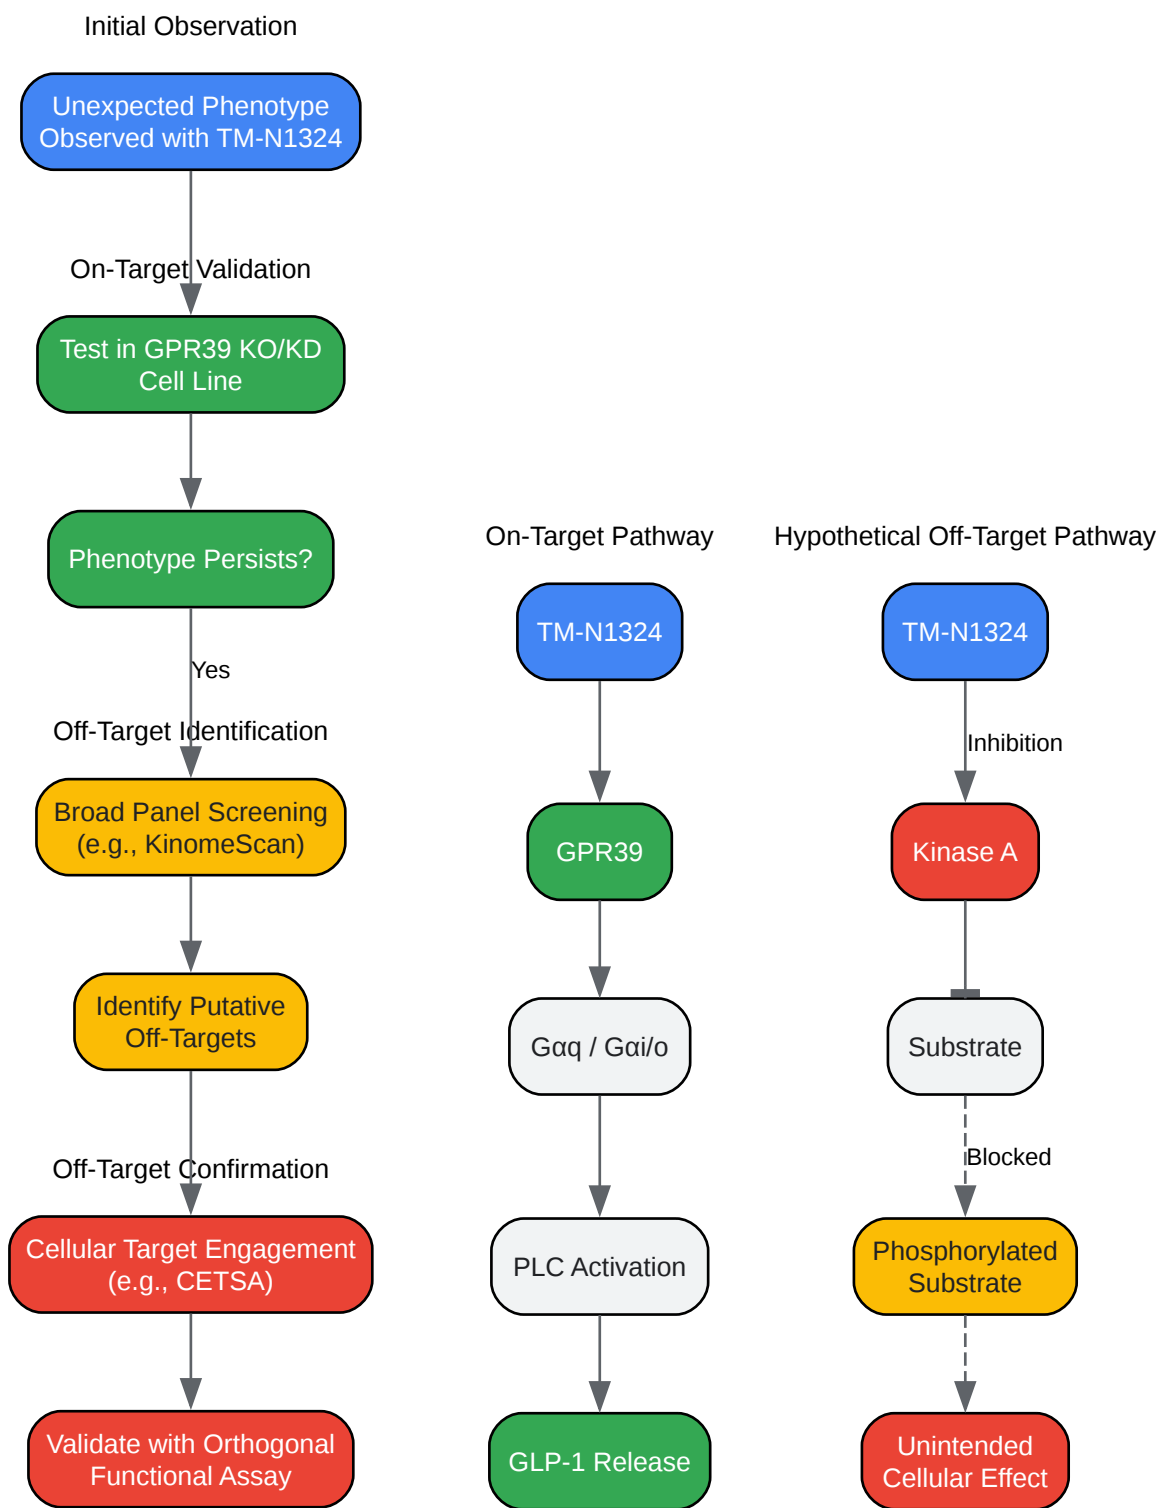 Initial Observation
Unexpected Phenotype
Observed with TM-N1324
On-Target Validation
Test in GPR39 KO/KD
Cell Line
Phenotype Persists?
Yes
Off-Target Identification
Broad Panel Screening
(e.g., KinomeScan)
Identify Putative
Off-Targets
Off-Target Confirmation
Cellular Target Engagement
(e.g., CETSA)
Validate with Orthogonal
Functional Assay
On-Target Pathway
TM-N1324
GPR39
Gαq / Gαi/o
PLC Activation
GLP-1 Release
Hypothetical Off-Target Pathway
TM-N1324
Inhibition
Kinase A
Substrate
Blocked
Phosphorylated
Substrate
Unintended
Cellular Effect